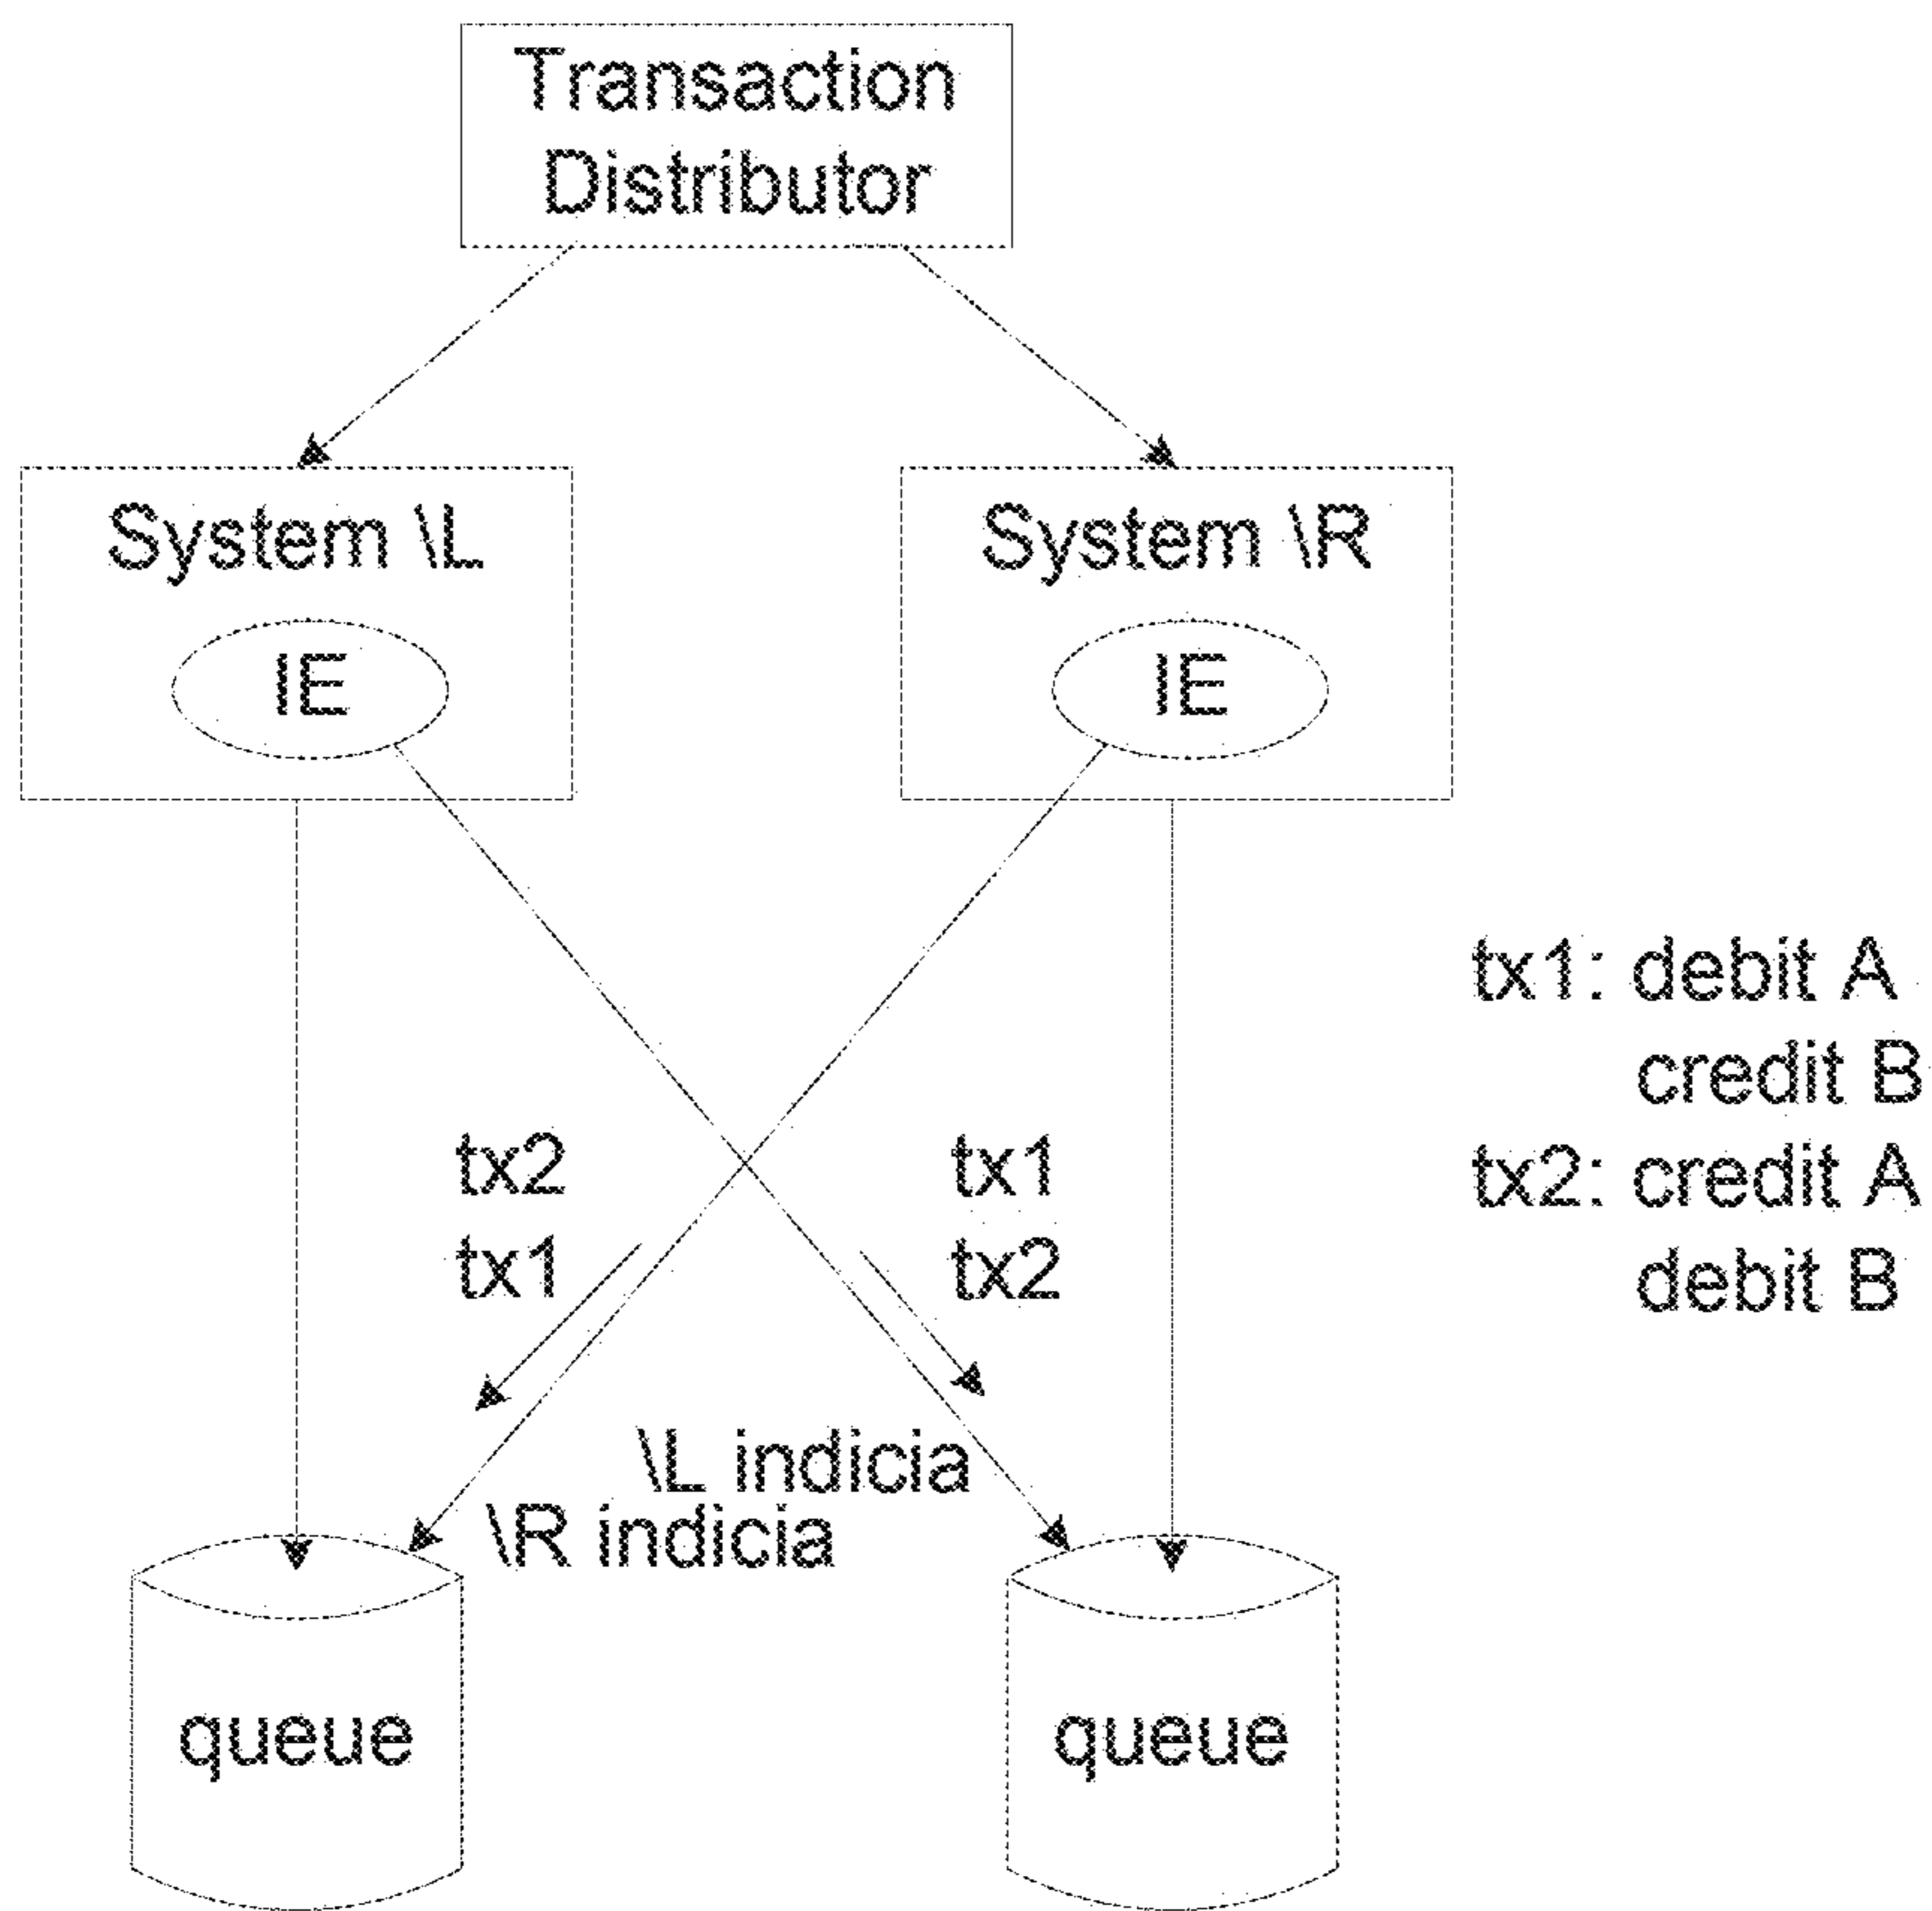 Transaction
Distributor
System \L
System \R
IE
IE
tx1: debit A
credit B
tx2: credit A
debit B
tx2
tx1
tx1
tx2
\L indicia
\R indicia
queue
queue